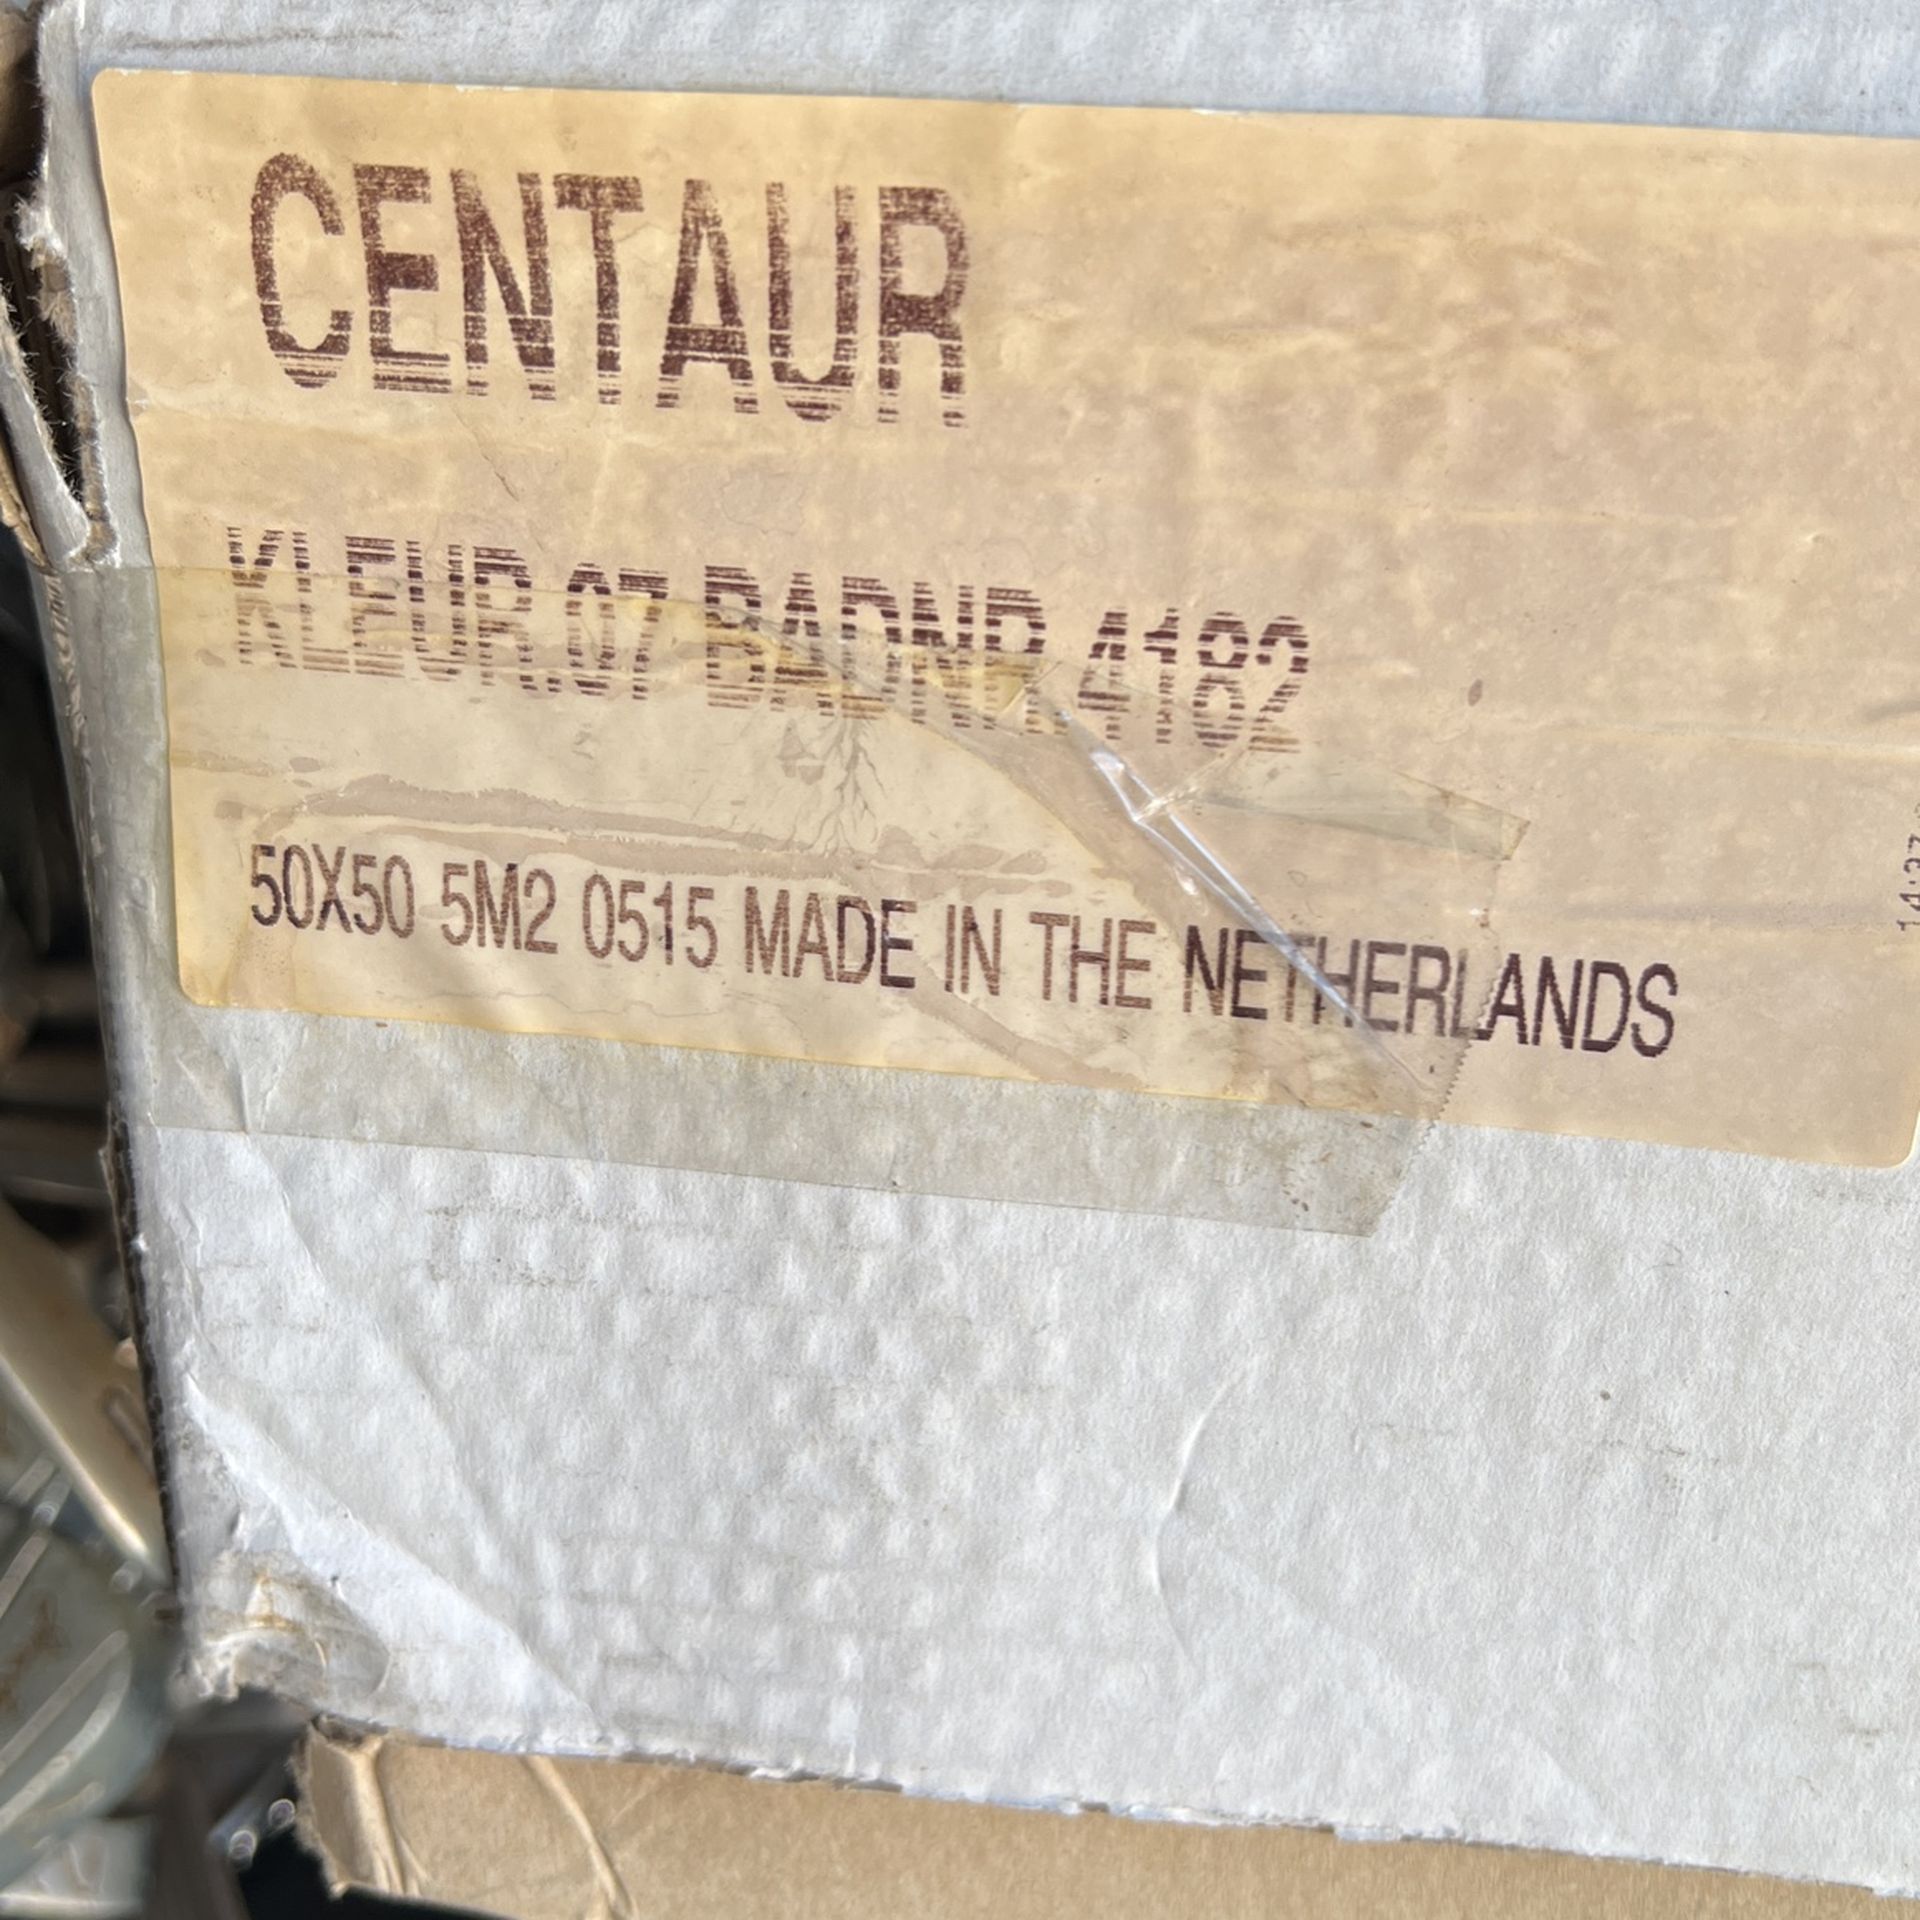 CENTAUR
KLEUR.07 BADNR.4182
50X50 5M2 0515 MADE IN THE NETHERLANDS